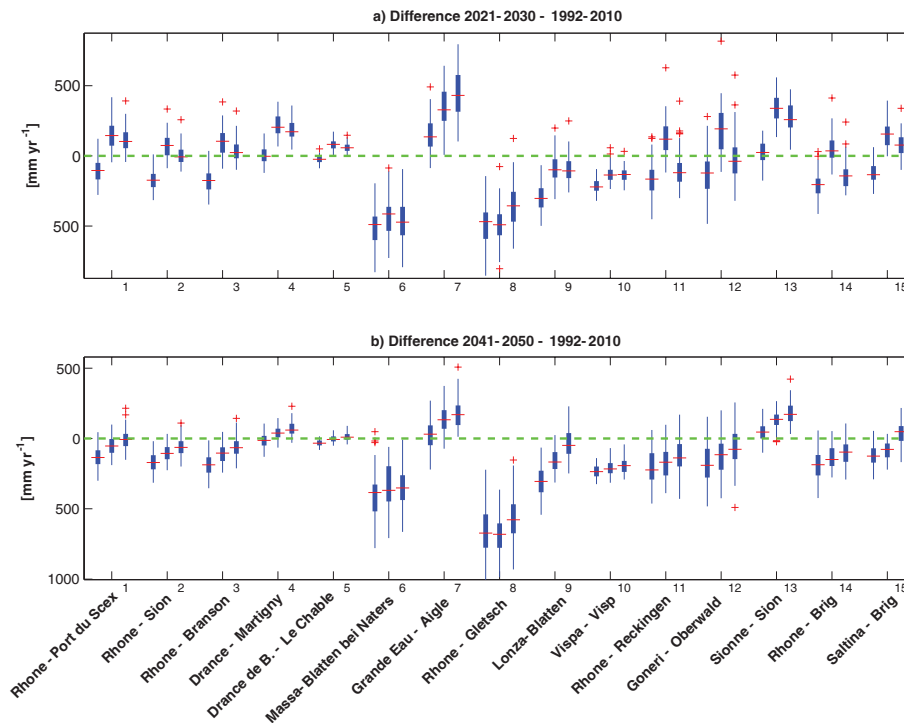 a) Difference 2021-2030 - 1992-2010
[mm yr⁻¹]
500
0
500
1 2 3 4 5 6 7 8 9 10 11 12 13 14 15
b) Difference 2041-2050 - 1992-2010
[mm yr⁻¹]
500
0
500
1000
1 2 3 4 5 6 7 8 9 10 11 12 13 14 15
Rhone - Port du Scex
Rhone - Sion
Rhone - Branson
Drance - Martigny
Drance de B. - Le Chable
Massa- Blatten bei Naters
Grande Eau - Aigle
Rhone - Gletsch
Lonza- Blatten
Vispa - Visp
Rhone - Reckingen
Goneri - Oberwald
Sionne - Sion
Rhone - Brig
Saltina - Brig